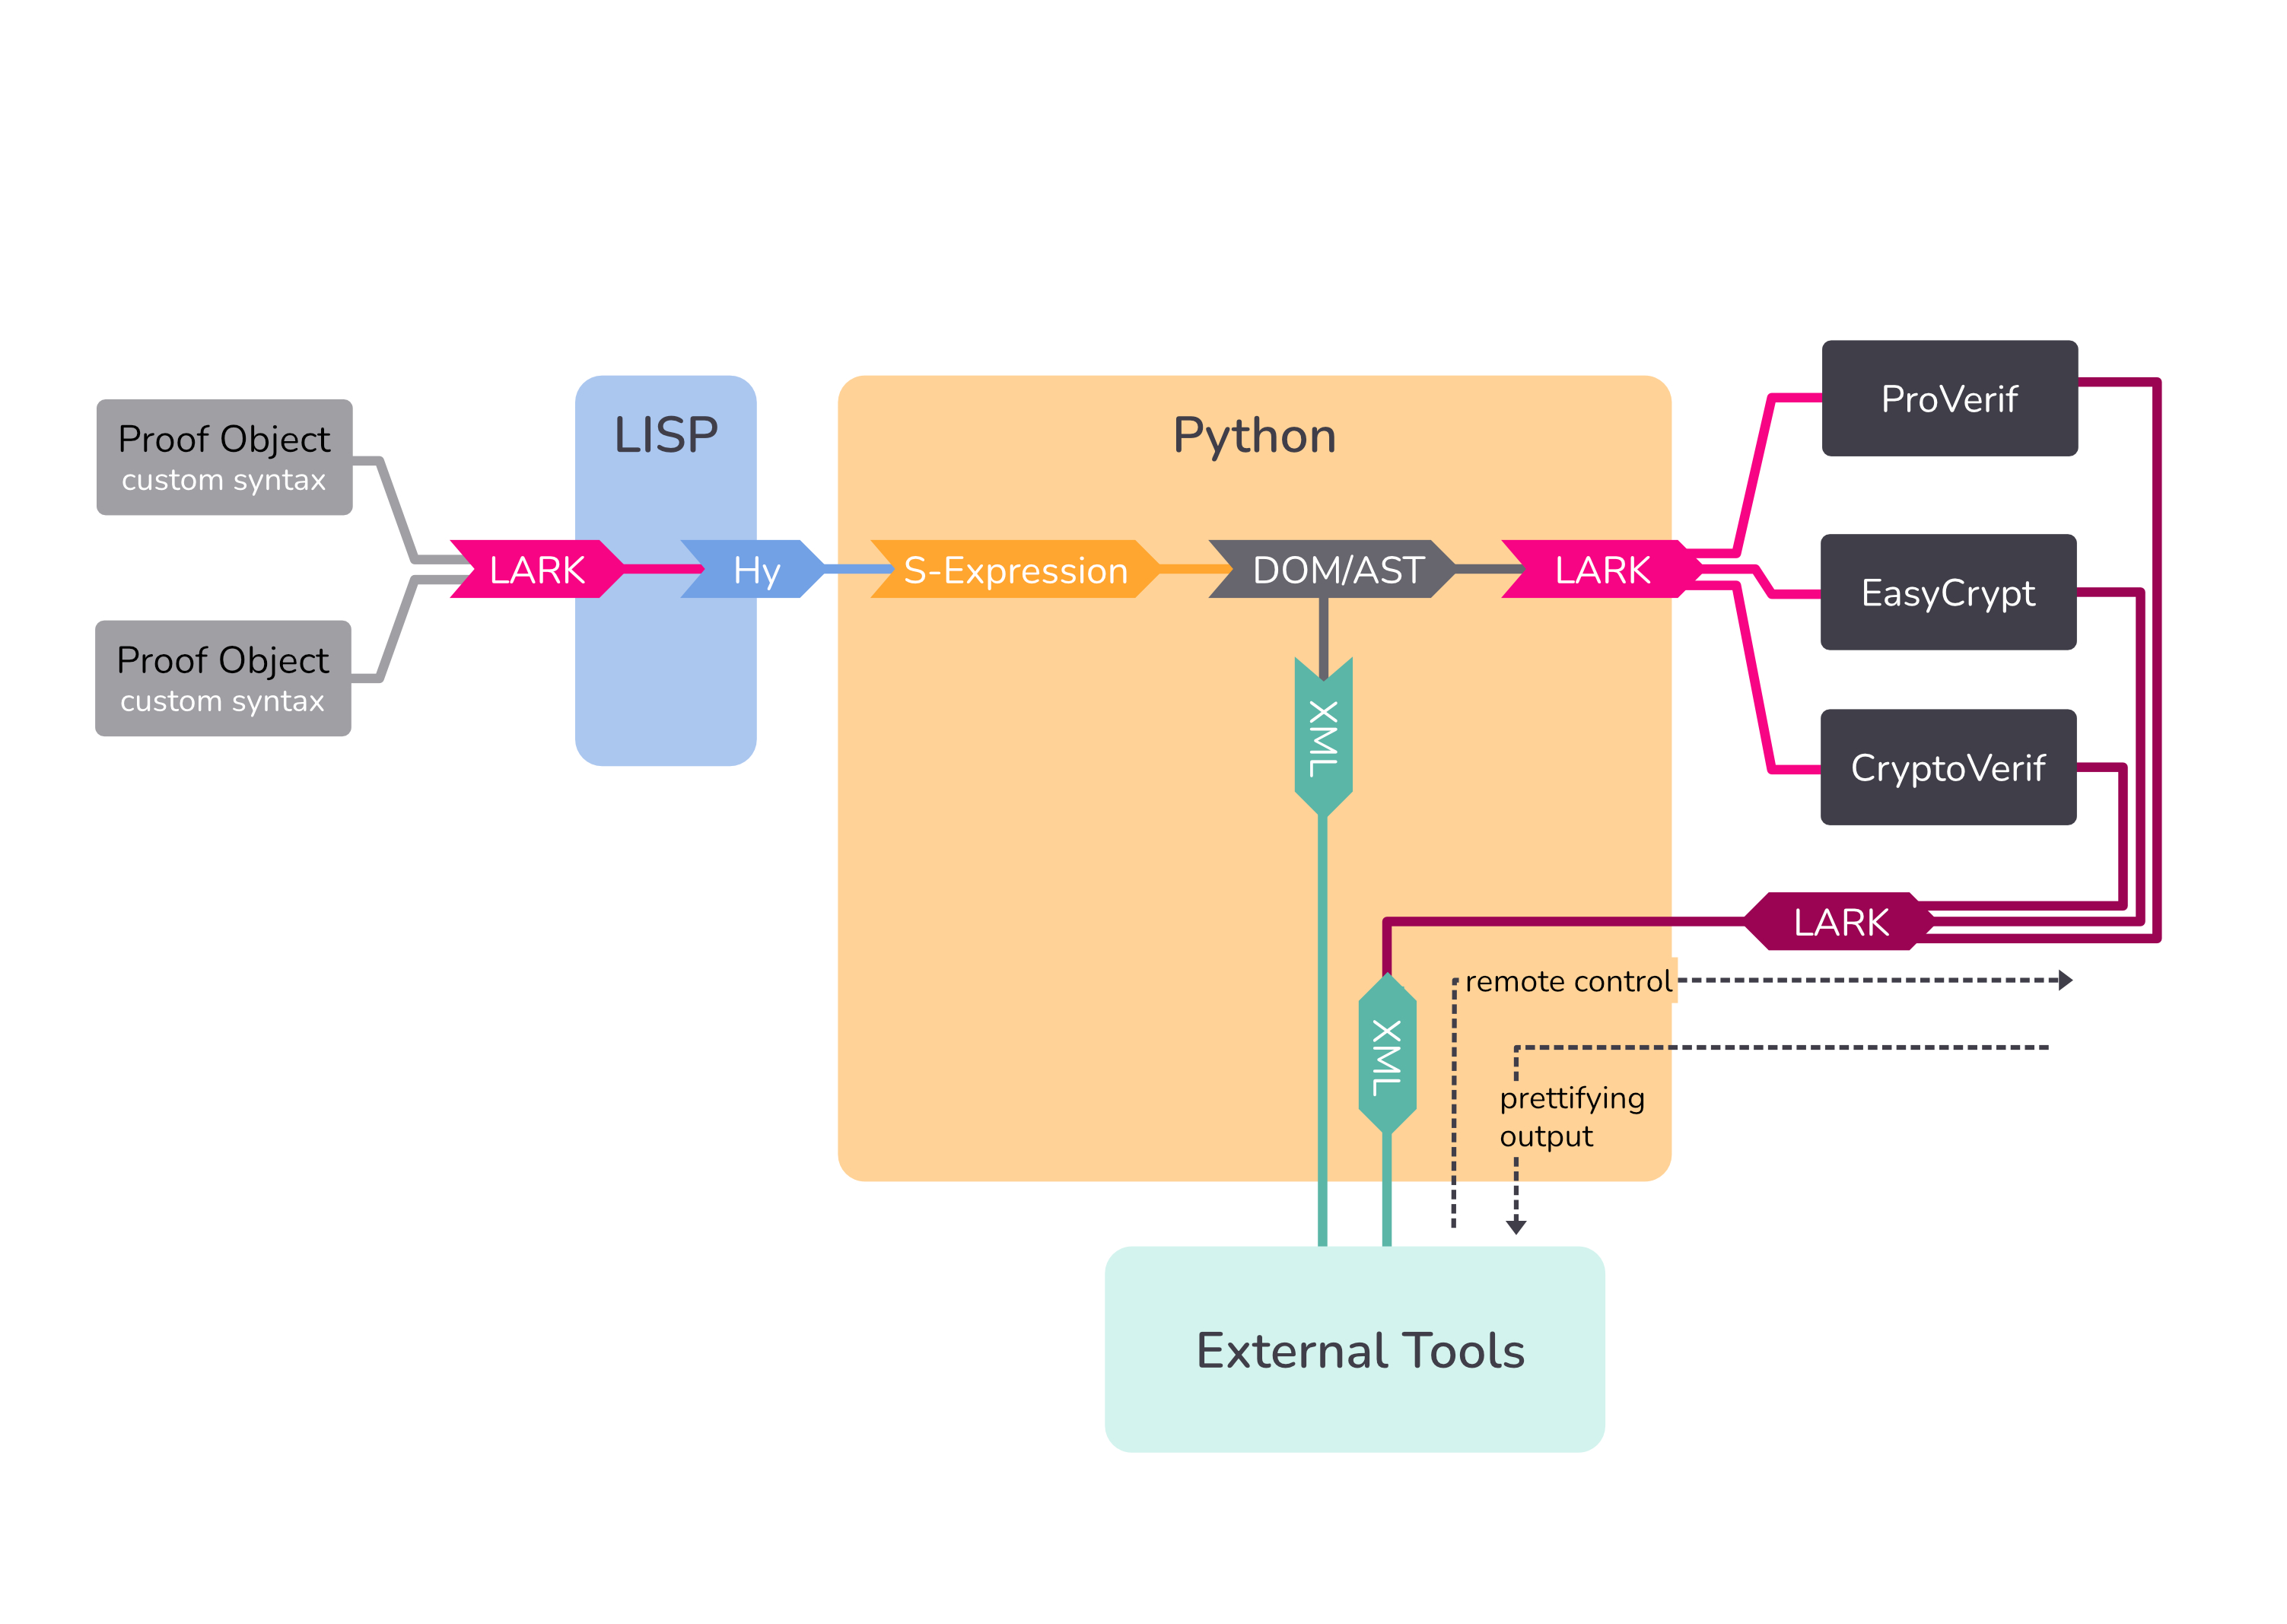 Proof Object
custom syntax
Proof Object
custom syntax
LARK
LISP
Hy
Python
S-Expression
DOM/AST
LARK
XML
ProVerif
EasyCrypt
CryptoVerif
LARK
XML
remote control
prettifying
output
External Tools